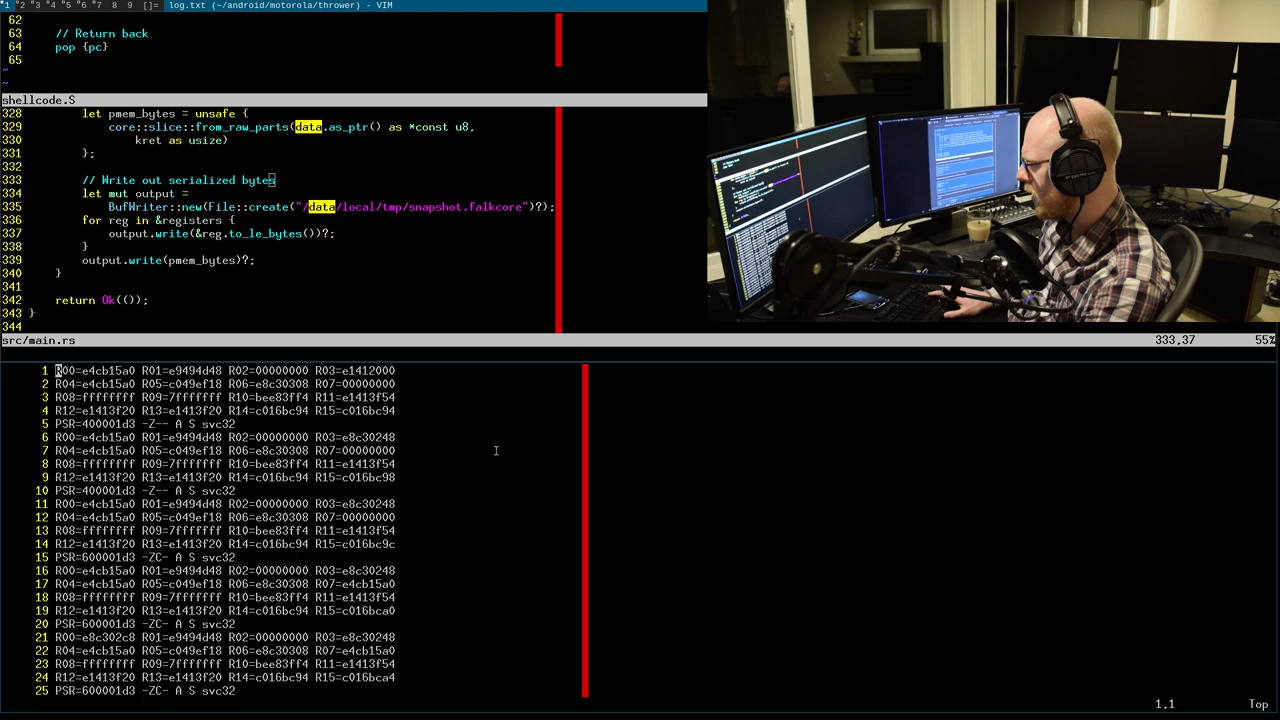 1 2 3 4 5 6 7 8 9 []= log.txt (~/android/motorola/thrower) - VIM
62
63 // Return back
64 pop {pc}
65
~
~
shellcode.S
328 let pmem_bytes = unsafe {
329 core::slice::from_raw_parts(data.as_ptr() as *const u8,
330 kret as usize)
331 };
332
333 // Write out serialized bytes
334 let mut output =
335 BufWriter::new(File::create("/data/local/tmp/snapshot.falkcore")?);
336 for reg in &registers {
337 output.write(&reg.to_le_bytes())?;
338 }
339 output.write(pmem_bytes)?;
340 }
341
342 return Ok(());
343 }
344
src/main.rs 333,37 55%
1 R00=e4cb15a0 R01=e9494d48 R02=00000000 R03=e1412000
2 R04=e4cb15a0 R05=c049ef18 R06=e8c30308 R07=00000000
3 R08=ffffffff R09=7fffffff R10=bee83ff4 R11=e1413f54
4 R12=e1413f20 R13=e1413f20 R14=c016bc94 R15=c016bc94
5 PSR=400001d3 -Z-- A S svc32
6 R00=e4cb15a0 R01=e9494d48 R02=00000000 R03=e8c30248
7 R04=e4cb15a0 R05=c049ef18 R06=e8c30308 R07=00000000
8 R08=ffffffff R09=7fffffff R10=bee83ff4 R11=e1413f54
9 R12=e1413f20 R13=e1413f20 R14=c016bc94 R15=c016bc98
10 PSR=400001d3 -Z-- A S svc32
11 R00=e4cb15a0 R01=e9494d48 R02=00000000 R03=e8c30248
12 R04=e4cb15a0 R05=c049ef18 R06=e8c30308 R07=00000000
13 R08=ffffffff R09=7fffffff R10=bee83ff4 R11=e1413f54
14 R12=e1413f20 R13=e1413f20 R14=c016bc94 R15=c016bc9c
15 PSR=600001d3 -ZC- A S svc32
16 R00=e4cb15a0 R01=e9494d48 R02=00000000 R03=e8c30248
17 R04=e4cb15a0 R05=c049ef18 R06=e8c30308 R07=e4cb15a0
18 R08=ffffffff R09=7fffffff R10=bee83ff4 R11=e1413f54
19 R12=e1413f20 R13=e1413f20 R14=c016bc94 R15=c016bca0
20 PSR=600001d3 -ZC- A S svc32
21 R00=e8c302c8 R01=e9494d48 R02=00000000 R03=e8c30248
22 R04=e4cb15a0 R05=c049ef18 R06=e8c30308 R07=e4cb15a0
23 R08=ffffffff R09=7fffffff R10=bee83ff4 R11=e1413f54
24 R12=e1413f20 R13=e1413f20 R14=c016bc94 R15=c016bca4
25 PSR=600001d3 -ZC- A S svc32
1,1 Top